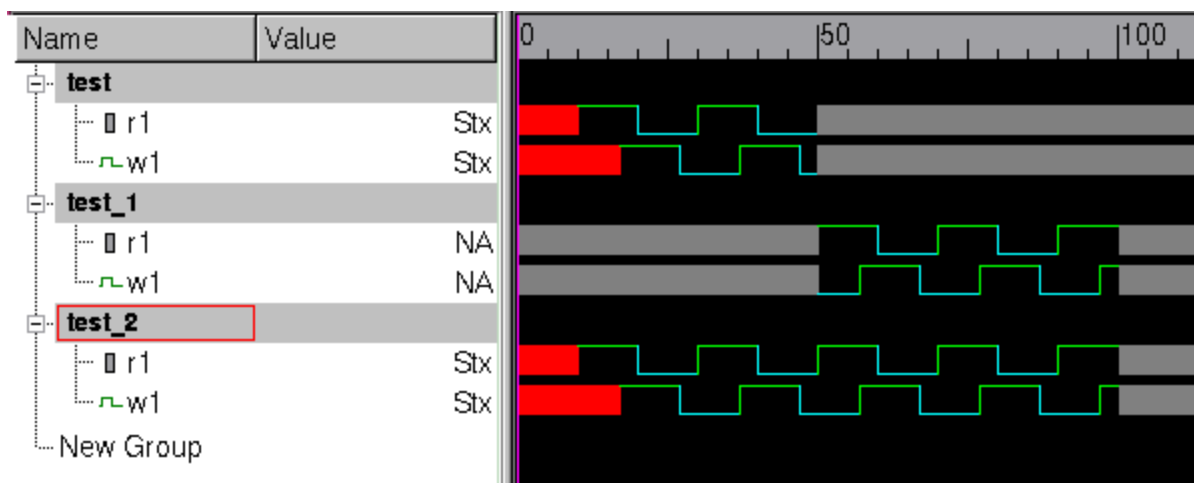 Name Value 0 50 100
test
r1 Stx
w1 Stx
test_1
r1 NA
w1 NA
test_2
r1 Stx
w1 Stx
New Group